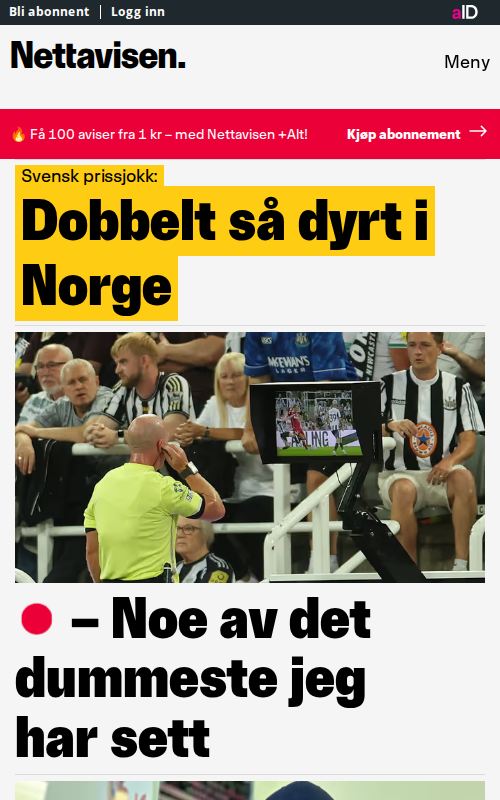 Bli abonnent
Logg inn
aID
Nettavisen.
Meny
🔥 Få 100 aviser fra 1 kr – med Nettavisen +Alt!
Kjøp abonnement →
Svensk prissjokk:
Dobbelt så dyrt i
Norge
McEWAN'S
LAGER
– Noe av det
dummeste jeg
har sett